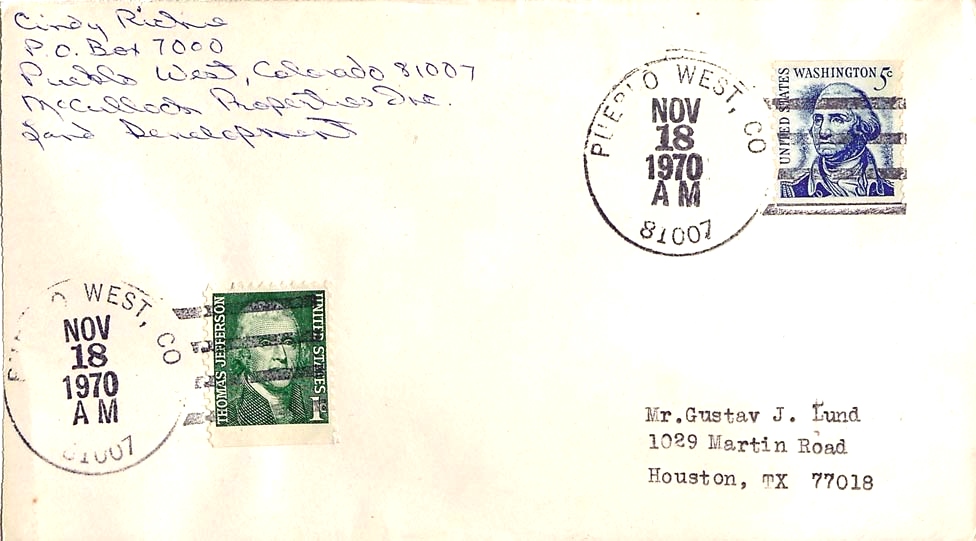 Cindy
P.O. Box 7000
Pueblo West, Colorado 81007
McCulloch Properties Inc.
Land Development
PUEBLO WEST, CO
NOV
18
1970
AM
81007
UNITED STATES
WASHINGTON 5c
PUEBLO WEST, CO
NOV
18
1970
AM
81007
THOMAS JEFFERSON
UNITED STATES
1c
Mr.Gustav J. Lund
1029 Martin Road
Houston, TX 77018